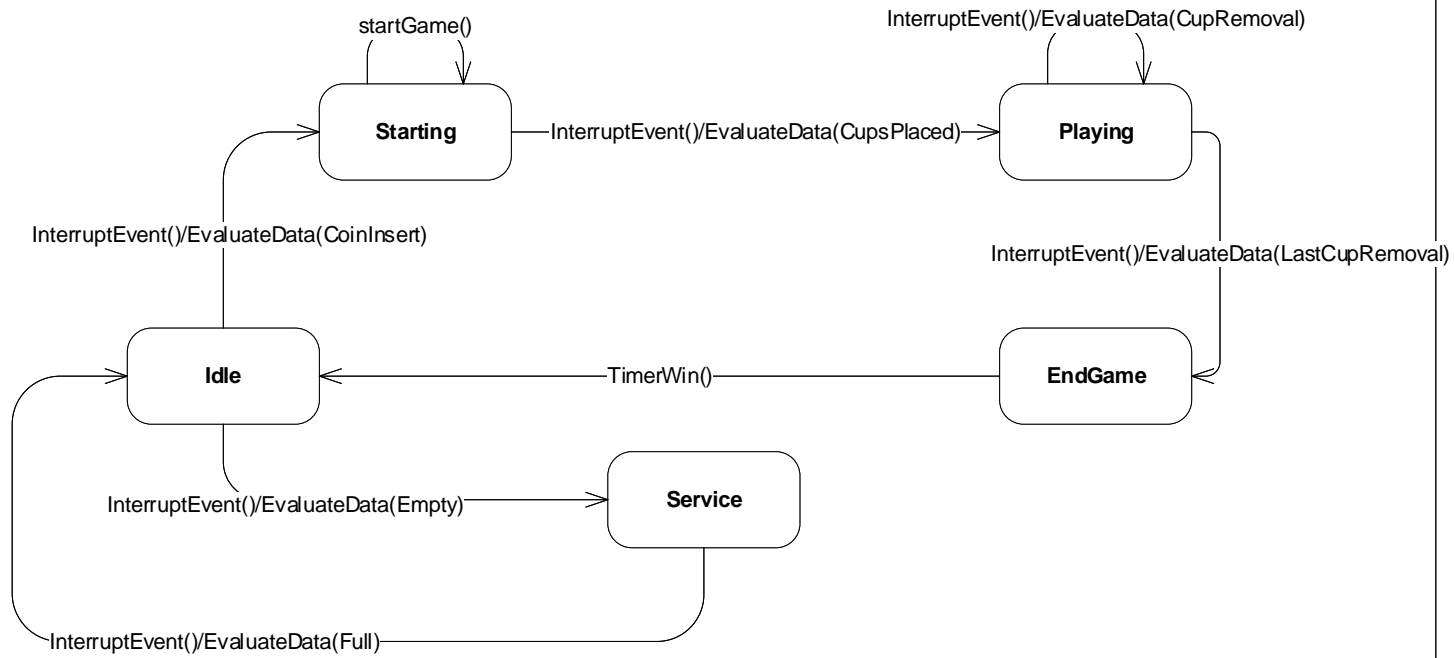 startGame()
InterruptEvent()/EvaluateData(CupRemoval)
Starting
InterruptEvent()/EvaluateData(CupsPlaced)
Playing
InterruptEvent()/EvaluateData(CoinInsert)
InterruptEvent()/EvaluateData(LastCupRemoval)
Idle
TimerWin()
EndGame
InterruptEvent()/EvaluateData(Empty)
Service
InterruptEvent()/EvaluateData(Full)